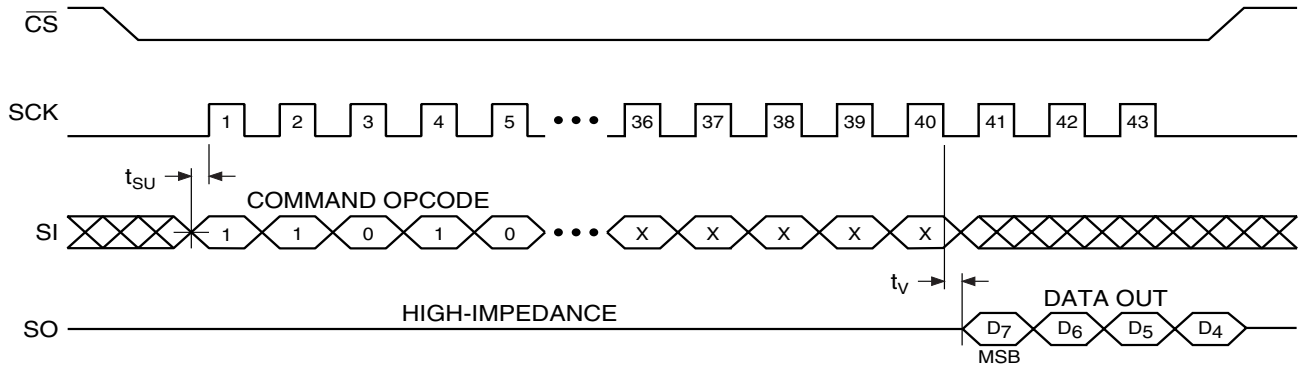 CS
SCK 1 2 3 4 5 ••• 36 37 38 39 40 41 42 43
tSU
COMMAND OPCODE
SI 1 1 0 1 0 ••• X X X X X
tV
HIGH-IMPEDANCE
DATA OUT
SO D7 D6 D5 D4
MSB